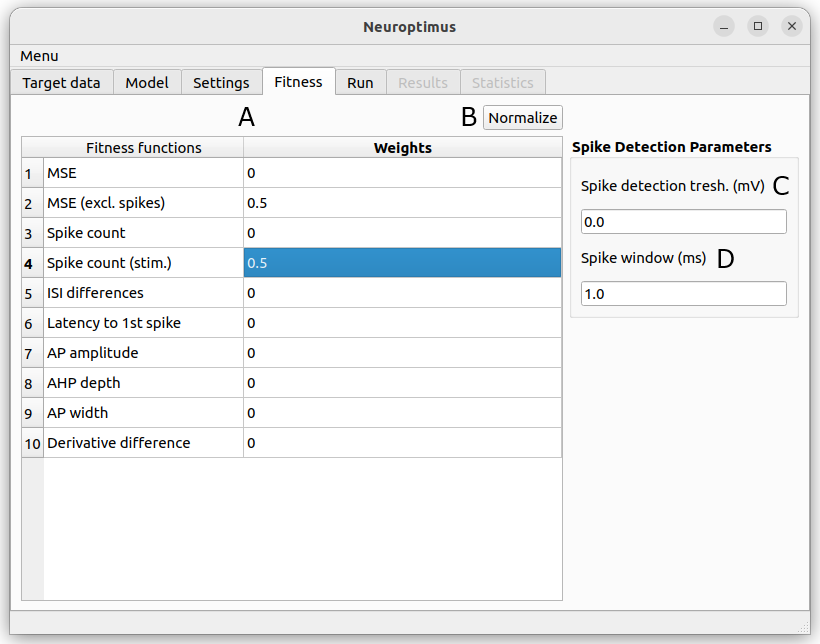 Neuroptimus
Menu
Target data Model Settings Fitness Run Results Statistics
A B Normalize
Fitness functions Weights
1 MSE 0
2 MSE (excl. spikes) 0.5
3 Spike count 0
4 Spike count (stim.) 0.5
5 ISI differences 0
6 Latency to 1st spike 0
7 AP amplitude 0
8 AHP depth 0
9 AP width 0
10 Derivative difference 0
Spike Detection Parameters
Spike detection tresh. (mV) C
0.0
Spike window (ms) D
1.0